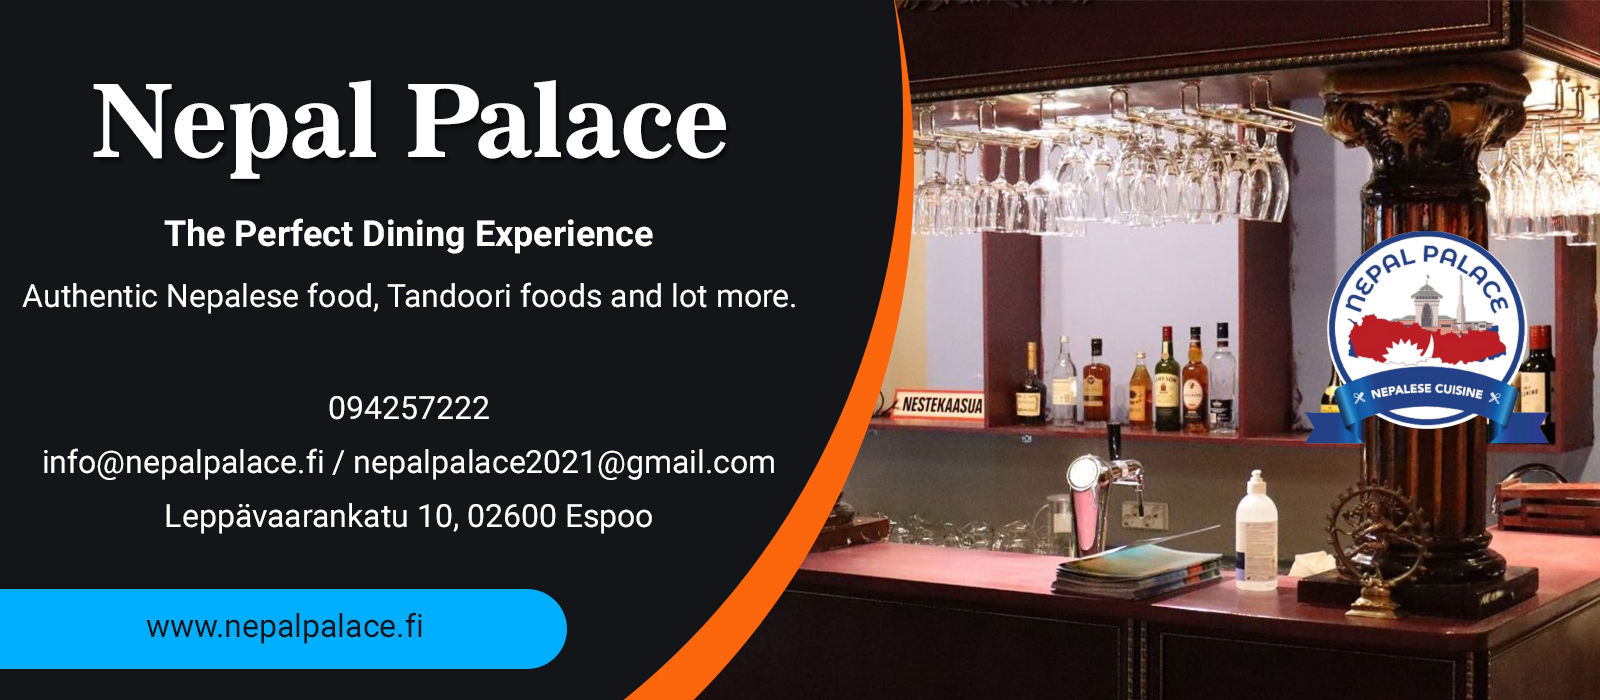 Nepal Palace
The Perfect Dining Experience
Authentic Nepalese food, Tandoori foods and lot more.
094257222
info@nepalpalace.fi / nepalpalace2021@gmail.com
Leppävaarankatu 10, 02600 Espoo
www.nepalpalace.fi
NESTEKAASUA
JAMESON
NEPAL PALACE
NEPALESE CUISINE